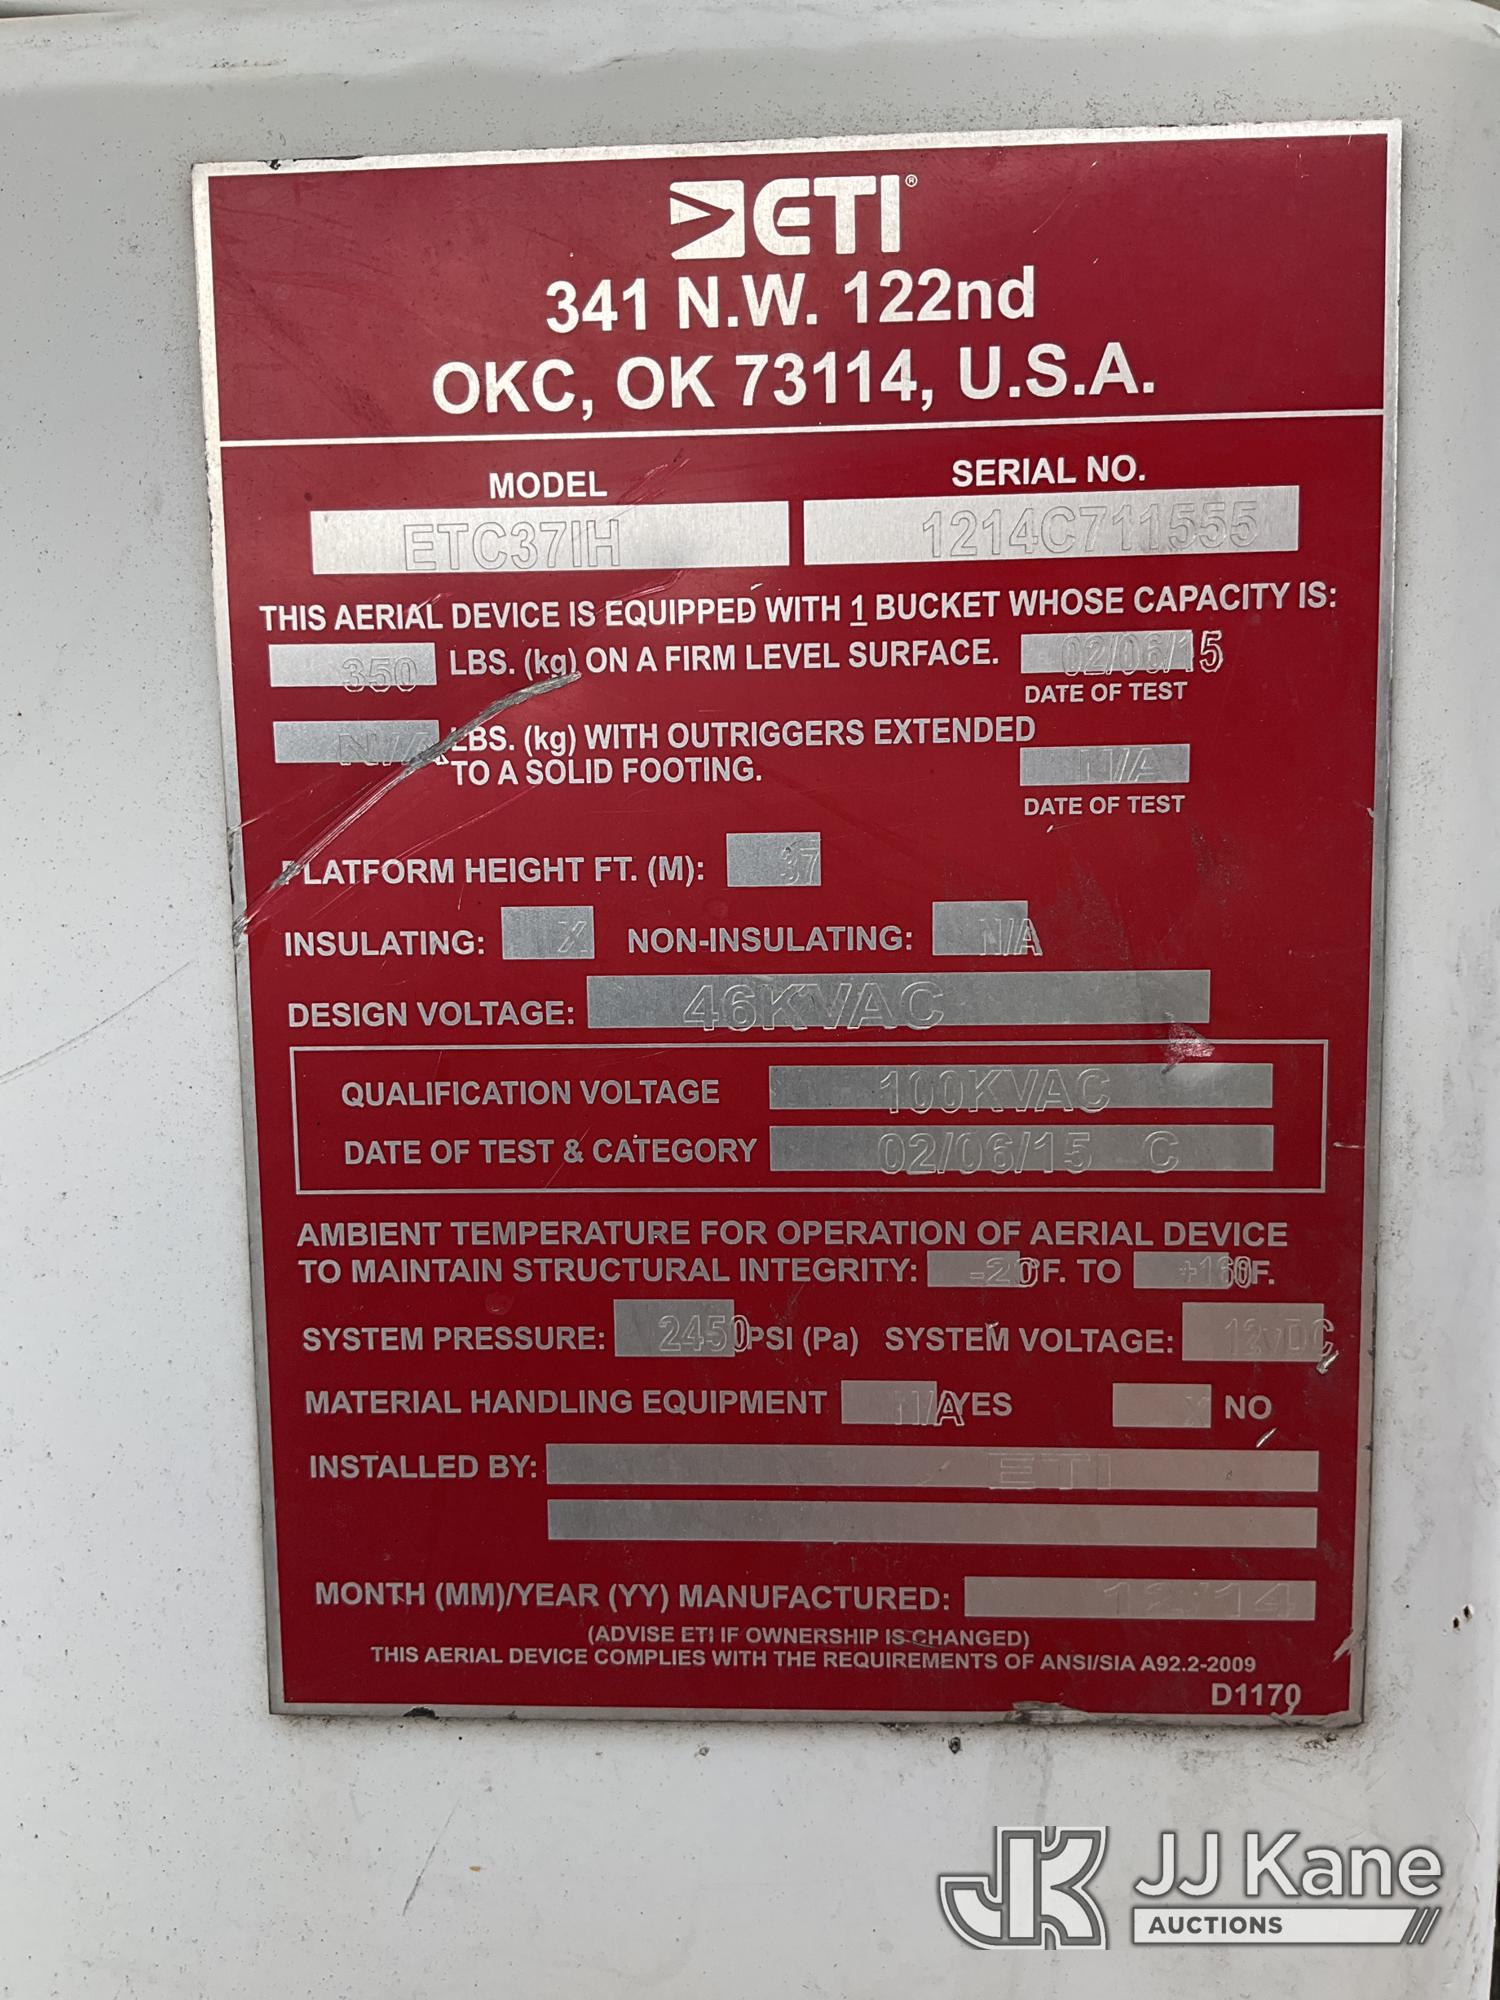 ETI®
341 N.W. 122nd
OKC, OK 73114, U.S.A.
MODEL SERIAL NO.
ETC37IH 1214C711555
THIS AERIAL DEVICE IS EQUIPPED WITH 1 BUCKET WHOSE CAPACITY IS:
350 LBS. (kg) ON A FIRM LEVEL SURFACE. 02/06/15
DATE OF TEST
N/A LBS. (kg) WITH OUTRIGGERS EXTENDED
TO A SOLID FOOTING. N/A
DATE OF TEST
PLATFORM HEIGHT FT. (M): 37
INSULATING: X NON-INSULATING: N/A
DESIGN VOLTAGE: 46KVAC
QUALIFICATION VOLTAGE 100KVAC
DATE OF TEST & CATEGORY 02/06/15 C
AMBIENT TEMPERATURE FOR OPERATION OF AERIAL DEVICE
TO MAINTAIN STRUCTURAL INTEGRITY: -20°F. TO +160°F.
SYSTEM PRESSURE: 2450 PSI (Pa) SYSTEM VOLTAGE: 12vDC
MATERIAL HANDLING EQUIPMENT N/A YES X NO
INSTALLED BY: ETI
MONTH (MM)/YEAR (YY) MANUFACTURED: 12/14
(ADVISE ETI IF OWNERSHIP IS CHANGED)
THIS AERIAL DEVICE COMPLIES WITH THE REQUIREMENTS OF ANSI/SIA A92.2-2009
D1170
JK JJ Kane
AUCTIONS